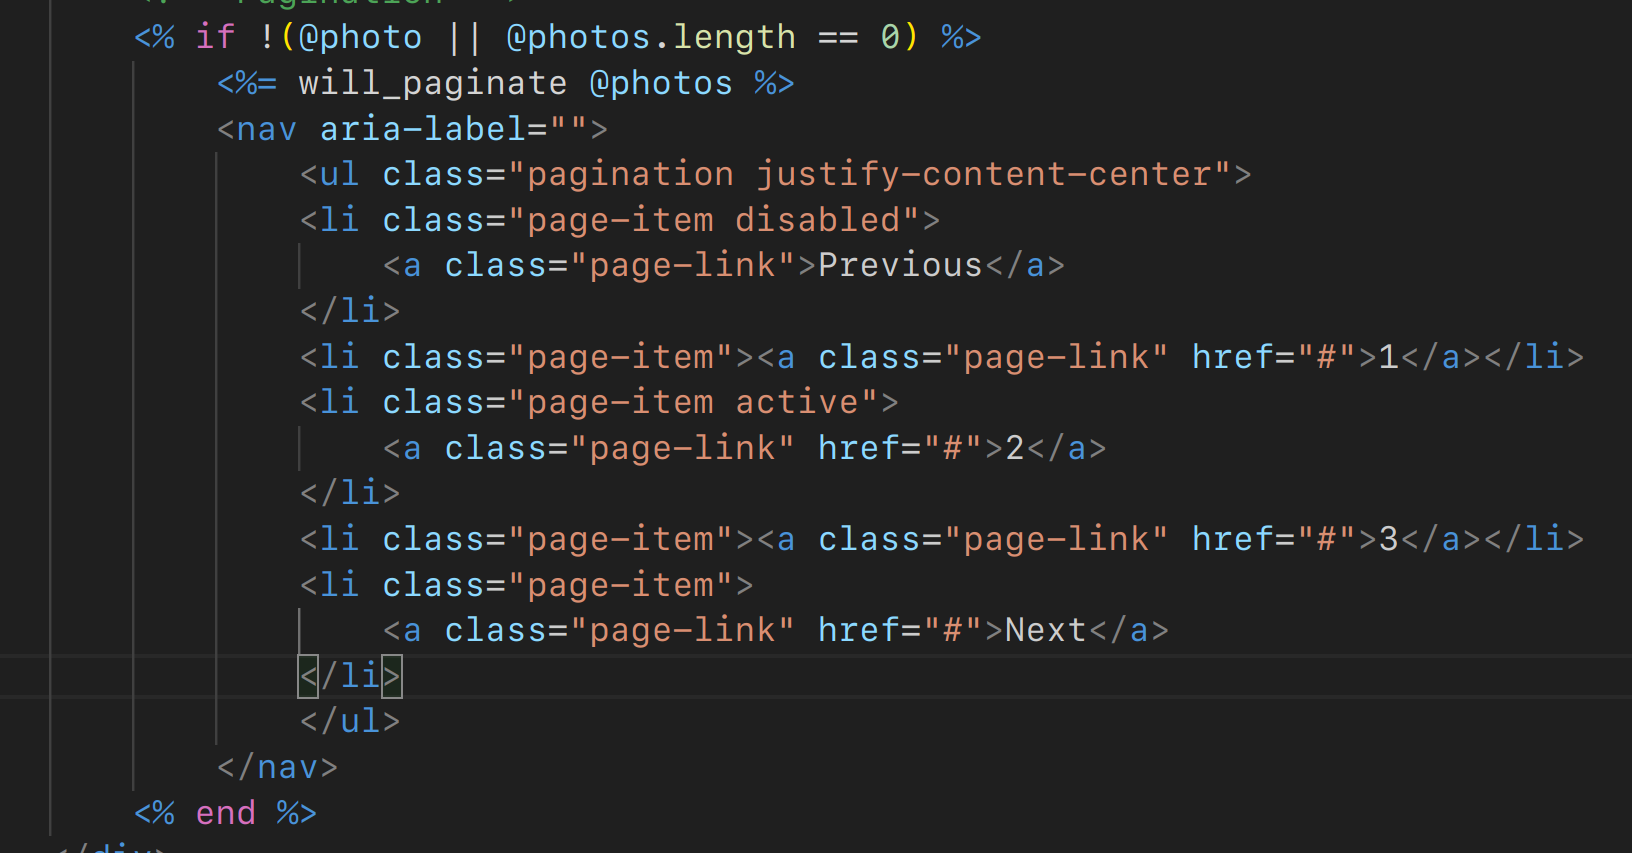 Pagination
<% if !(@photo || @photos.length == 0) %>
<%= will_paginate @photos %>
<nav aria-label="">
<ul class="pagination justify-content-center">
<li class="page-item disabled">
<a class="page-link">Previous</a>
</li>
<li class="page-item"><a class="page-link" href="#">1</a></li>
<li class="page-item active">
<a class="page-link" href="#">2</a>
</li>
<li class="page-item"><a class="page-link" href="#">3</a></li>
<li class="page-item">
<a class="page-link" href="#">Next</a>
</li>
</ul>
</nav>
<% end %>
</div>